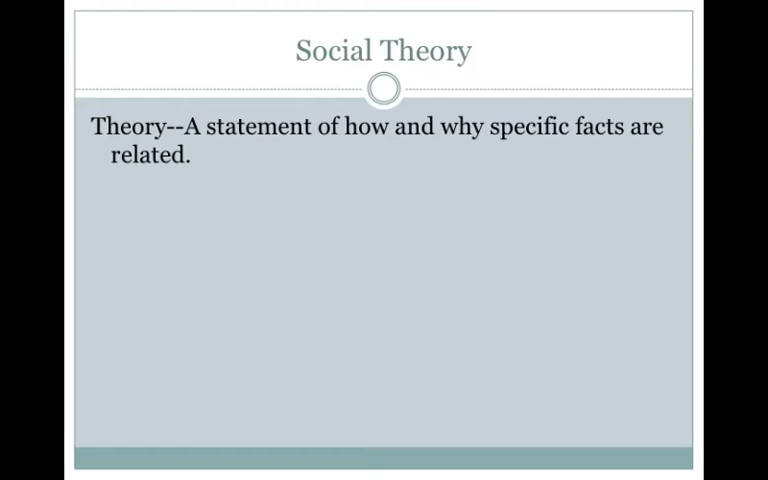 Social Theory
Theory--A statement of how and why specific facts are
related.